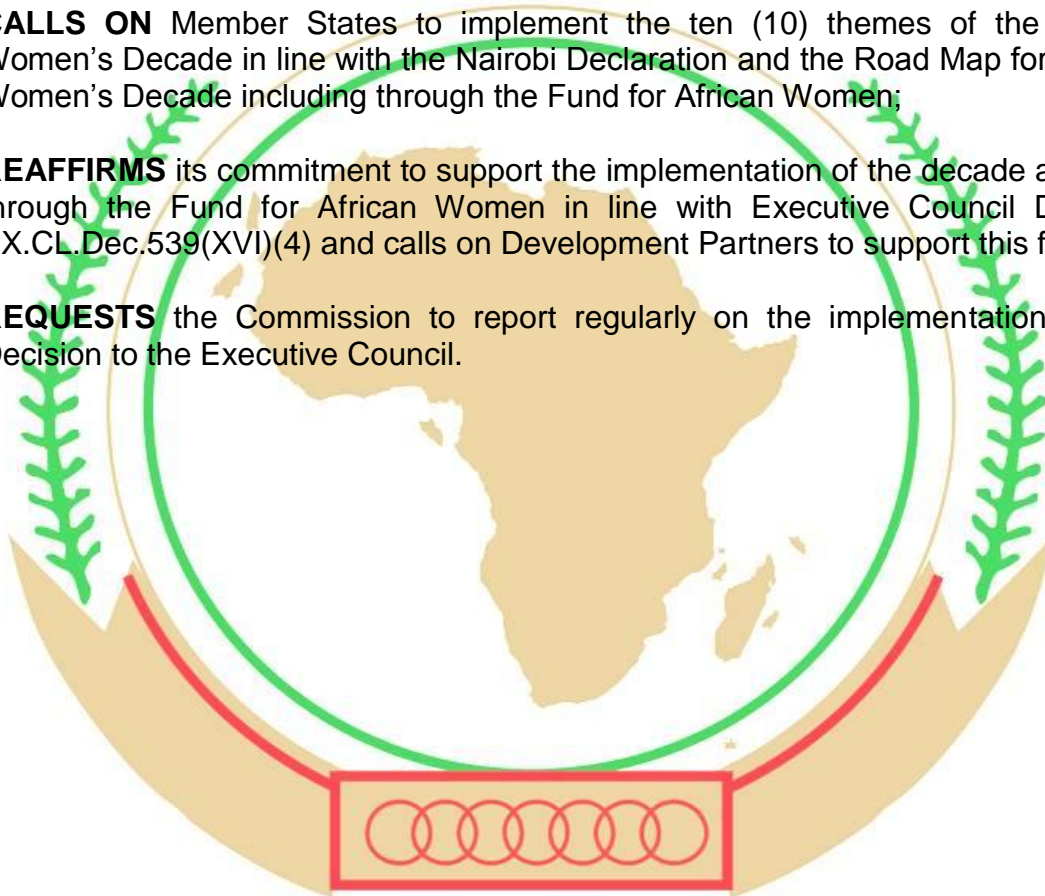 CALLS ON Member States to implement the ten (10) themes of the
Women’s Decade in line with the Nairobi Declaration and the Road Map for
Women’s Decade including through the Fund for African Women;
REAFFIRMS its commitment to support the implementation of the decade
through the Fund for African Women in line with Executive Council
EX.CL.Dec.539(XVI)(4) and calls on Development Partners to support this
REQUESTS the Commission to report regularly on the implementation
Decision to the Executive Council.